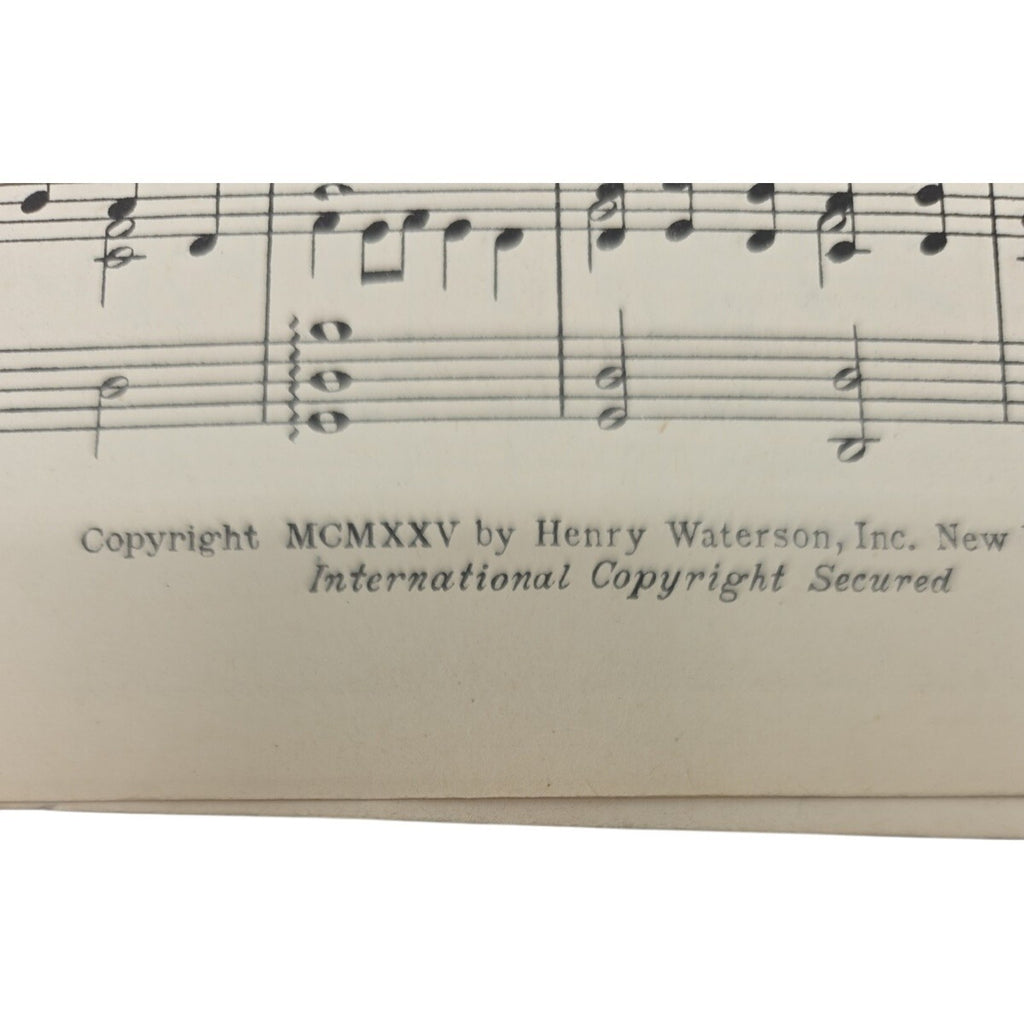 Copyright MCMXXV by Henry Waterson, Inc. New
International Copyright Secured